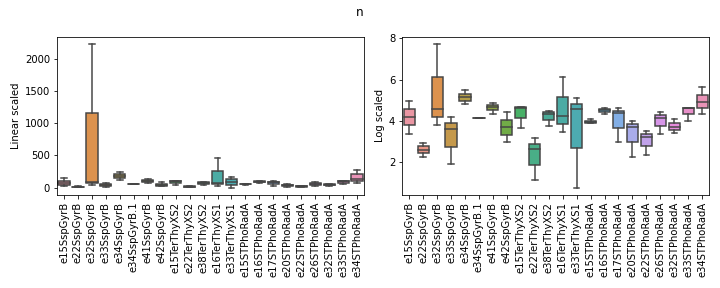 n
Linear scaled
2000
1500
1000
500
0
e15SspGyrB
e22SspGyrB
e32SspGyrB
e33SspGyrB
e34SspGyrB
e34SspGyrB.1
e41SspGyrB
e42SspGyrB
e15TerThyXS2
e22TerThyXS2
e38TerThyXS2
e16TerThyXS1
e33TerThyXS1
e15STPhoRadA
e16STPhoRadA
e17STPhoRadA
e20STPhoRadA
e22STPhoRadA
e26STPhoRadA
e32STPhoRadA
e33STPhoRadA
e34STPhoRadA
Log scaled
8
6
4
2
e15SspGyrB
e22SspGyrB
e32SspGyrB
e33SspGyrB
e34SspGyrB
e34SspGyrB.1
e41SspGyrB
e42SspGyrB
e15TerThyXS2
e22TerThyXS2
e38TerThyXS2
e16TerThyXS1
e33TerThyXS1
e15STPhoRadA
e16STPhoRadA
e17STPhoRadA
e20STPhoRadA
e22STPhoRadA
e26STPhoRadA
e32STPhoRadA
e33STPhoRadA
e34STPhoRadA